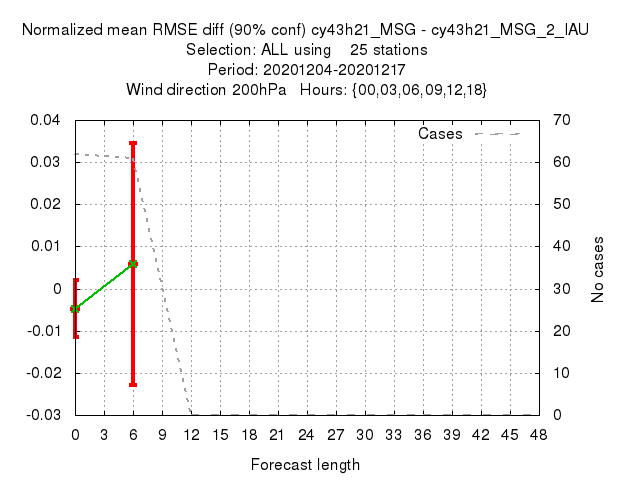 Normalized mean RMSE diff (90% conf) cy43h21_MSG - cy43h21_MSG_2_IAU
Selection: ALL using    25 stations
Period: 20201204-20201217
Wind direction 200hPa   Hours: {00,03,06,09,12,18}
Cases
0.04
0.03
0.02
0.01
0
-0.01
-0.02
-0.03
70
60
50
40
30
20
10
0
No cases
0 3 6 9 12 15 18 21 24 27 30 33 36 39 42 45 48
Forecast length